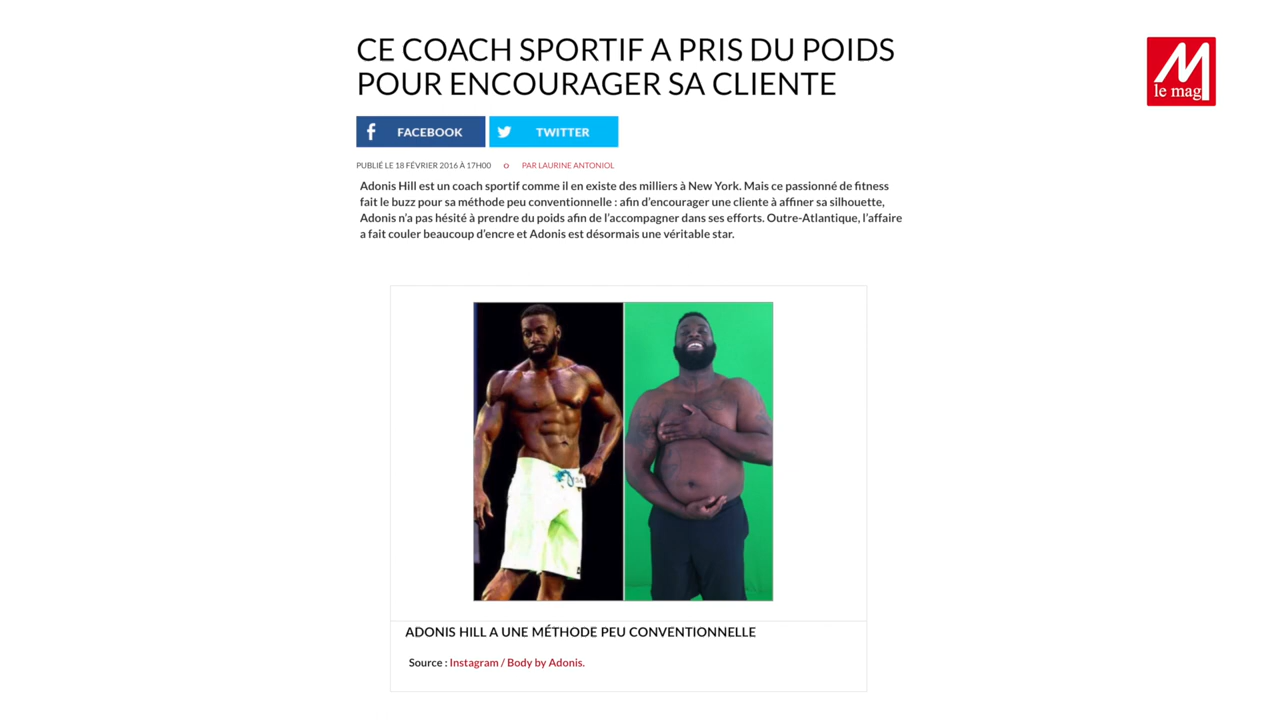 CE COACH SPORTIF A PRIS DU POIDS
POUR ENCOURAGER SA CLIENTE
M
le mag
FACEBOOK
TWITTER
PUBLIÉ LE 18 FÉVRIER 2016 À 17H00 PAR LAURINE ANTONIOL
Adonis Hill est un coach sportif comme il en existe des milliers à New York. Mais ce passionné de fitness
fait le buzz pour sa méthode peu conventionnelle : afin d’encourager une cliente à affiner sa silhouette,
Adonis n’a pas hésité à prendre du poids afin de l’accompagner dans ses efforts. Outre-Atlantique, l’affaire
a fait couler beaucoup d’encre et Adonis est désormais une véritable star.
ADONIS HILL A UNE MÉTHODE PEU CONVENTIONNELLE
Source : Instagram / Body by Adonis.